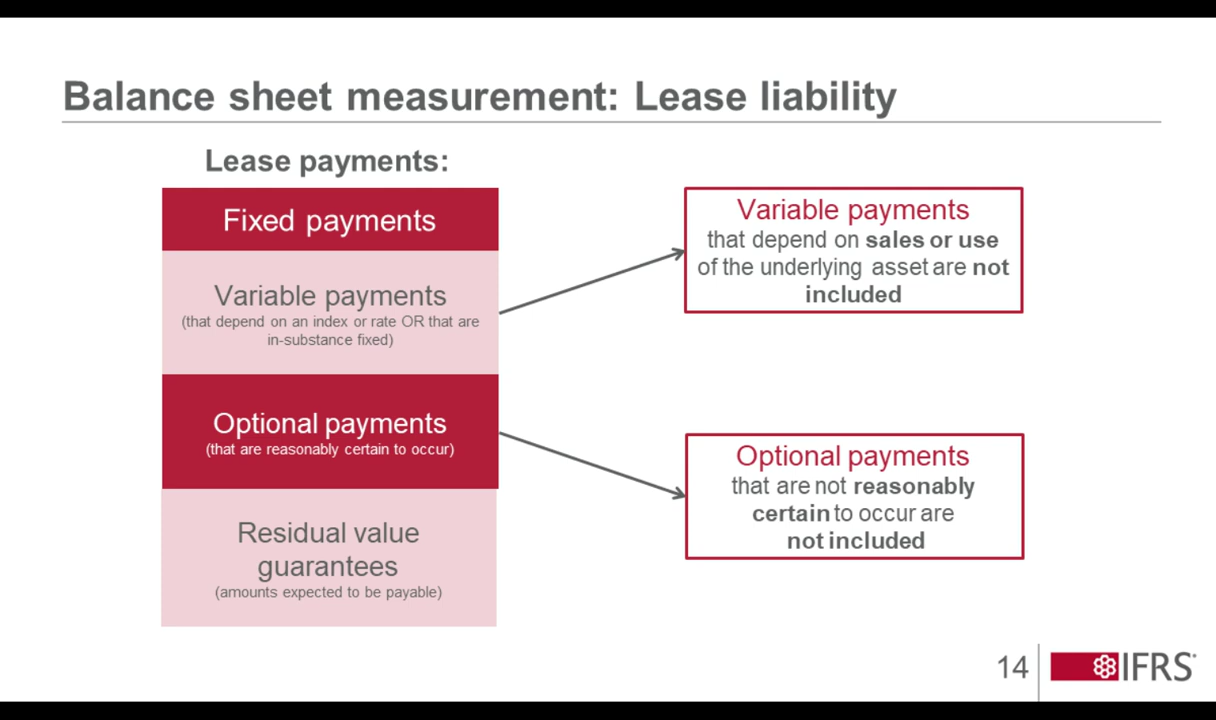 Balance sheet measurement: Lease liability
Lease payments:
Fixed payments
Variable payments
(that depend on an index or rate OR that are
in-substance fixed)
Optional payments
(that are reasonably certain to occur)
Residual value
guarantees
(amounts expected to be payable)
Variable payments
that depend on sales or use
of the underlying asset are not
included
Optional payments
that are not reasonably
certain to occur are
not included
14
IFRS